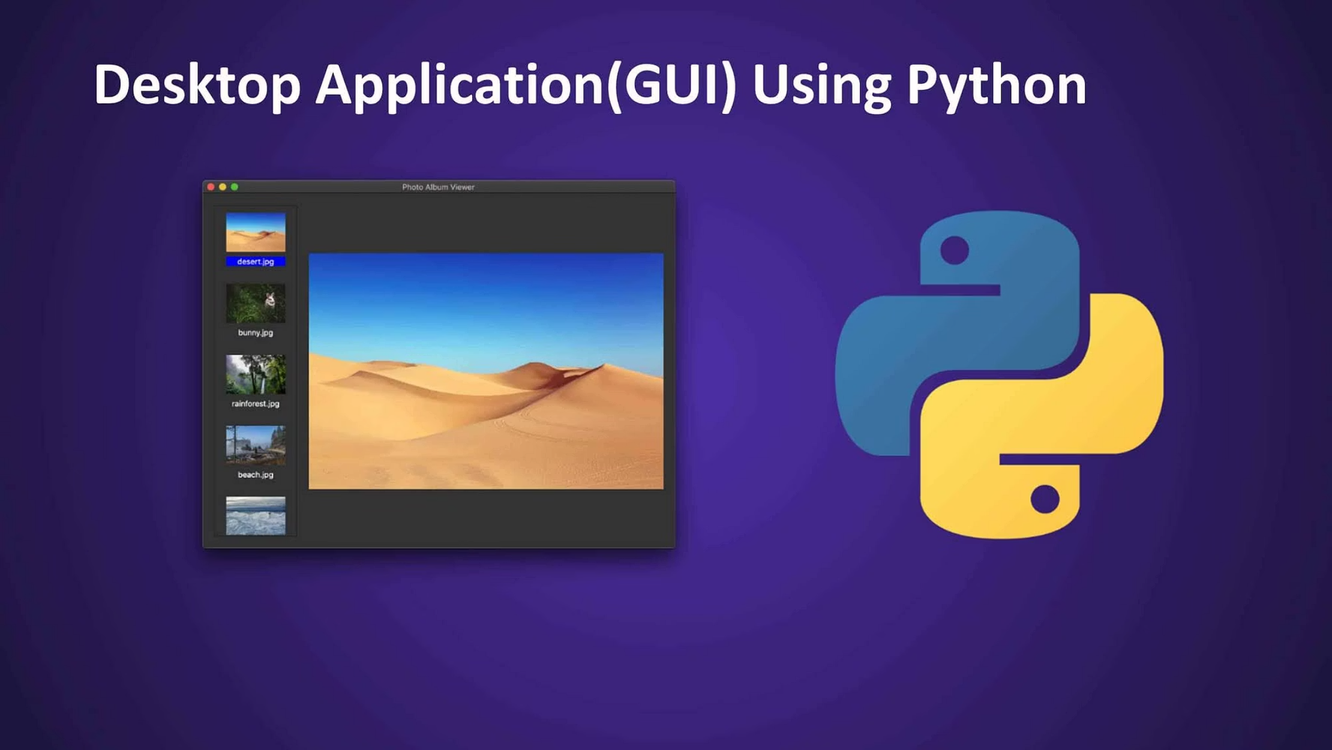 Desktop Application(GUI) Using Python
Photo Album Viewer
desert.jpg
bunny.jpg
rainforest.jpg
beach.jpg